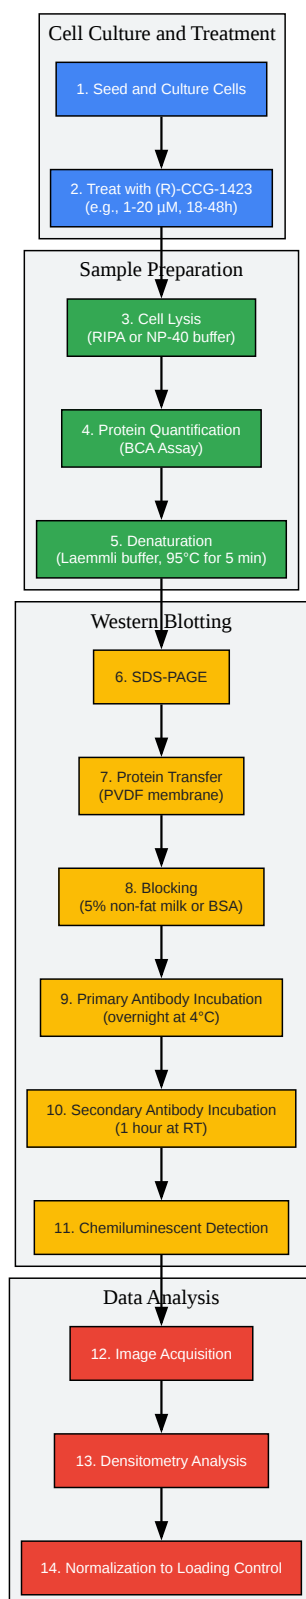 Cell Culture and Treatment
1. Seed and Culture Cells
2. Treat with (R)-CCG-1423
(e.g., 1-20 µM, 18-48h)
Sample Preparation
3. Cell Lysis
(RIPA or NP-40 buffer)
4. Protein Quantification
(BCA Assay)
5. Denaturation
(Laemmli buffer, 95°C for 5 min)
Western Blotting
6. SDS-PAGE
7. Protein Transfer
(PVDF membrane)
8. Blocking
(5% non-fat milk or BSA)
9. Primary Antibody Incubation
(overnight at 4°C)
10. Secondary Antibody Incubation
(1 hour at RT)
11. Chemiluminescent Detection
Data Analysis
12. Image Acquisition
13. Densitometry Analysis
14. Normalization to Loading Control